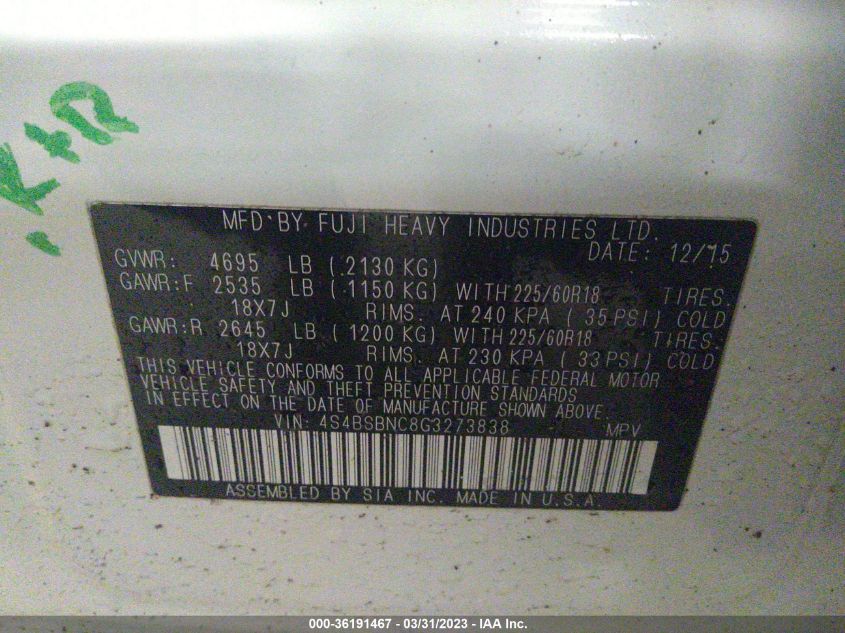 MFD·BY FUJI HEAVY INDUSTRIES LTD.
DATE: 12/15
GVWR: 4695 LB (2130 KG)
GAWR:F 2535 LB (1150 KG) WITH 225/60R18 TIRES.
18X7J RIMS. AT 240 KPA (35 PSI) COLD
GAWR:R 2645 LB (1200 KG) WITH 225/60R18 TIRES.
18X7J RIMS. AT 230 KPA (33 PSI) COLD
THIS VEHICLE CONFORMS TO ALL APPLICABLE FEDERAL MOTOR
VEHICLE SAFETY AND THEFT PREVENTION STANDARDS
IN EFFECT ON THE DATE OF MANUFACTURE SHOWN ABOVE.
VIN: 4S4BSBNC8G3273838 MPV
ASSEMBLED BY SIA INC. MADE IN U.S.A.
000-36191467 - 03/31/2023 - IAA Inc.